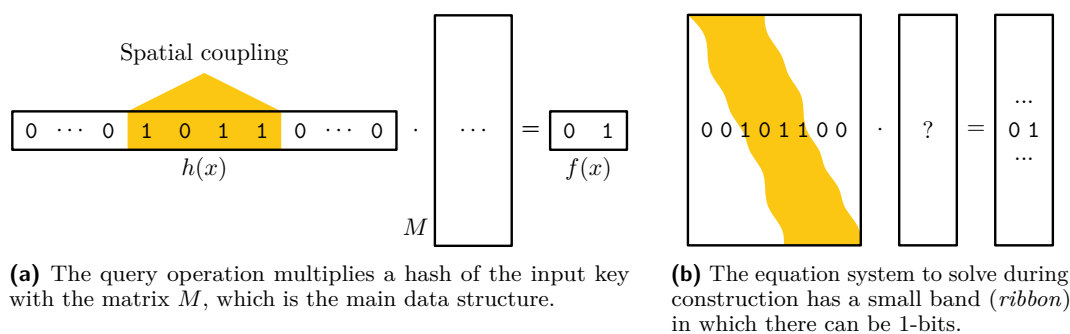 Spatial coupling
0 ··· 0 1 0 1 1 0 ··· 0 · ··· = 0 1
h(x) f(x)
M
(a) The query operation multiplies a hash of the input key
with the matrix M, which is the main data structure.
...
0 0 1 0 1 1 0 0 · ? = 0 1
...
(b) The equation system to solve during
construction has a small band (ribbon)
in which there can be 1-bits.